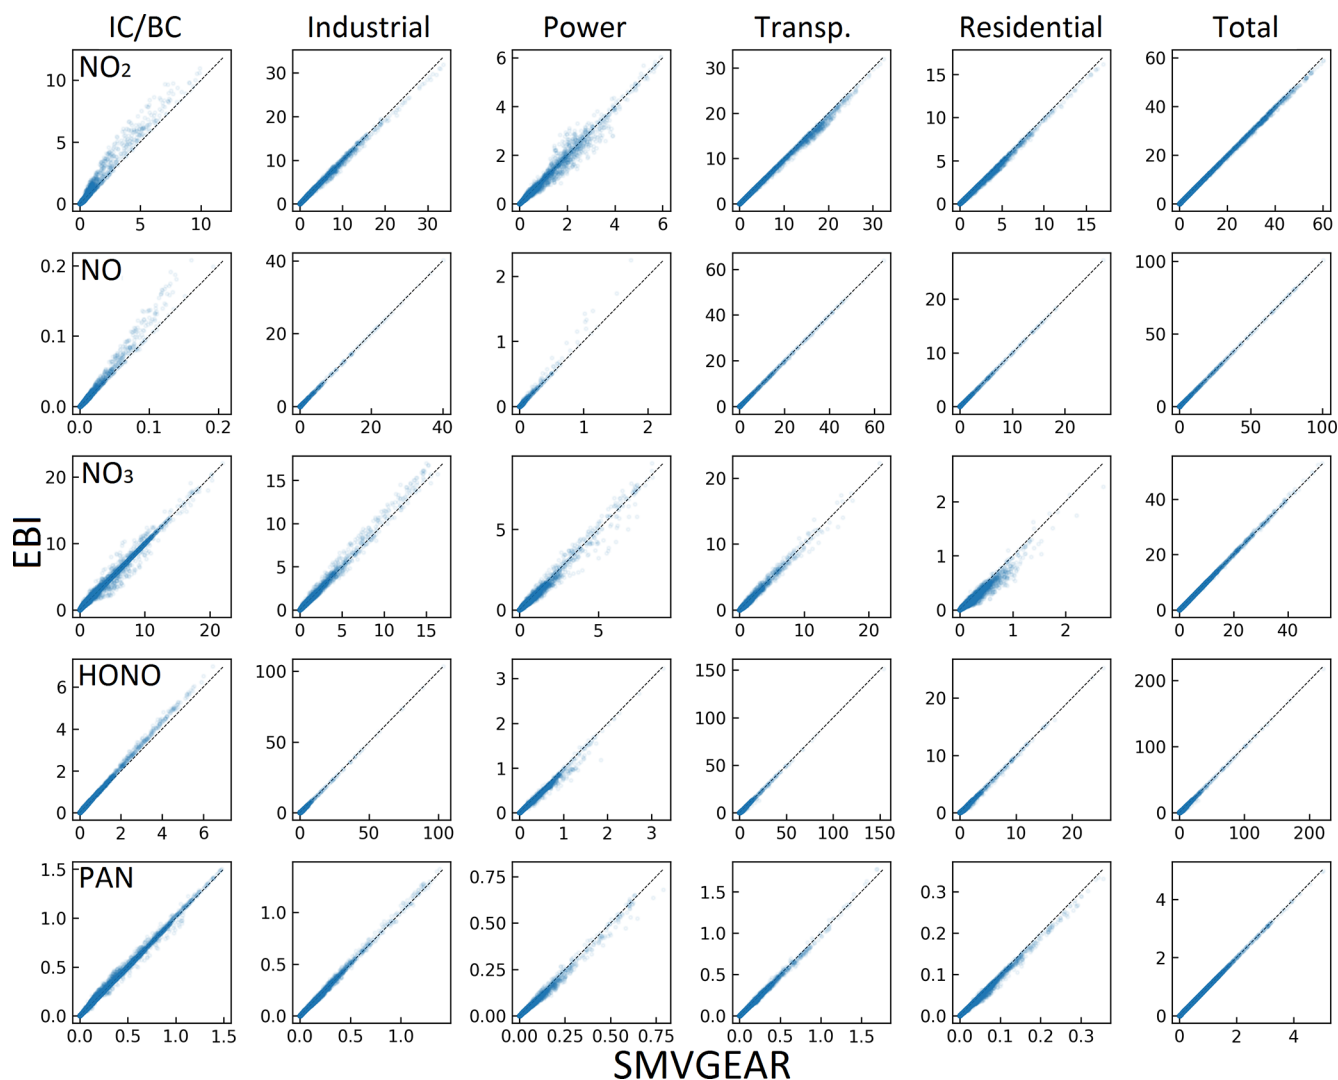 IC/BC Industrial Power Transp. Residential Total
NO2
10
5
0
0 5 10
30
20
10
0
0 10 20 30
6
4
2
0
0 2 4 6
30
20
10
0
0 10 20 30
15
10
5
0
0 5 10 15
60
40
20
0
0 20 40 60
NO
0.2
0.1
0.0
0.0 0.1 0.2
40
20
0
0 20 40
2
1
0
0 1 2
60
40
20
0
0 20 40 60
20
10
0
0 10 20
100
50
0
0 50 100
EBI
NO3
20
10
0
0 10 20
15
10
5
0
0 5 10 15
5
0
5
20
10
0
0 10 20
2
1
0
0 1 2
40
20
0
0 20 40
HONO
6
4
2
0
0 2 4 6
100
50
0
0 50 100
3
2
1
0
0 1 2 3
150
100
50
0
0 50 100 150
20
10
0
0 10 20
200
100
0
0 100 200
PAN
1.5
1.0
0.5
0.0
0.0 0.5 1.0 1.5
1.0
0.5
0.0
0.0 0.5 1.0
0.75
0.50
0.25
0.00
0.00 0.25 0.50 0.75
1.5
1.0
0.5
0.0
0.0 0.5 1.0 1.5
0.3
0.2
0.1
0.0
0.0 0.1 0.2 0.3
4
2
0
0 2 4
SMVGEAR